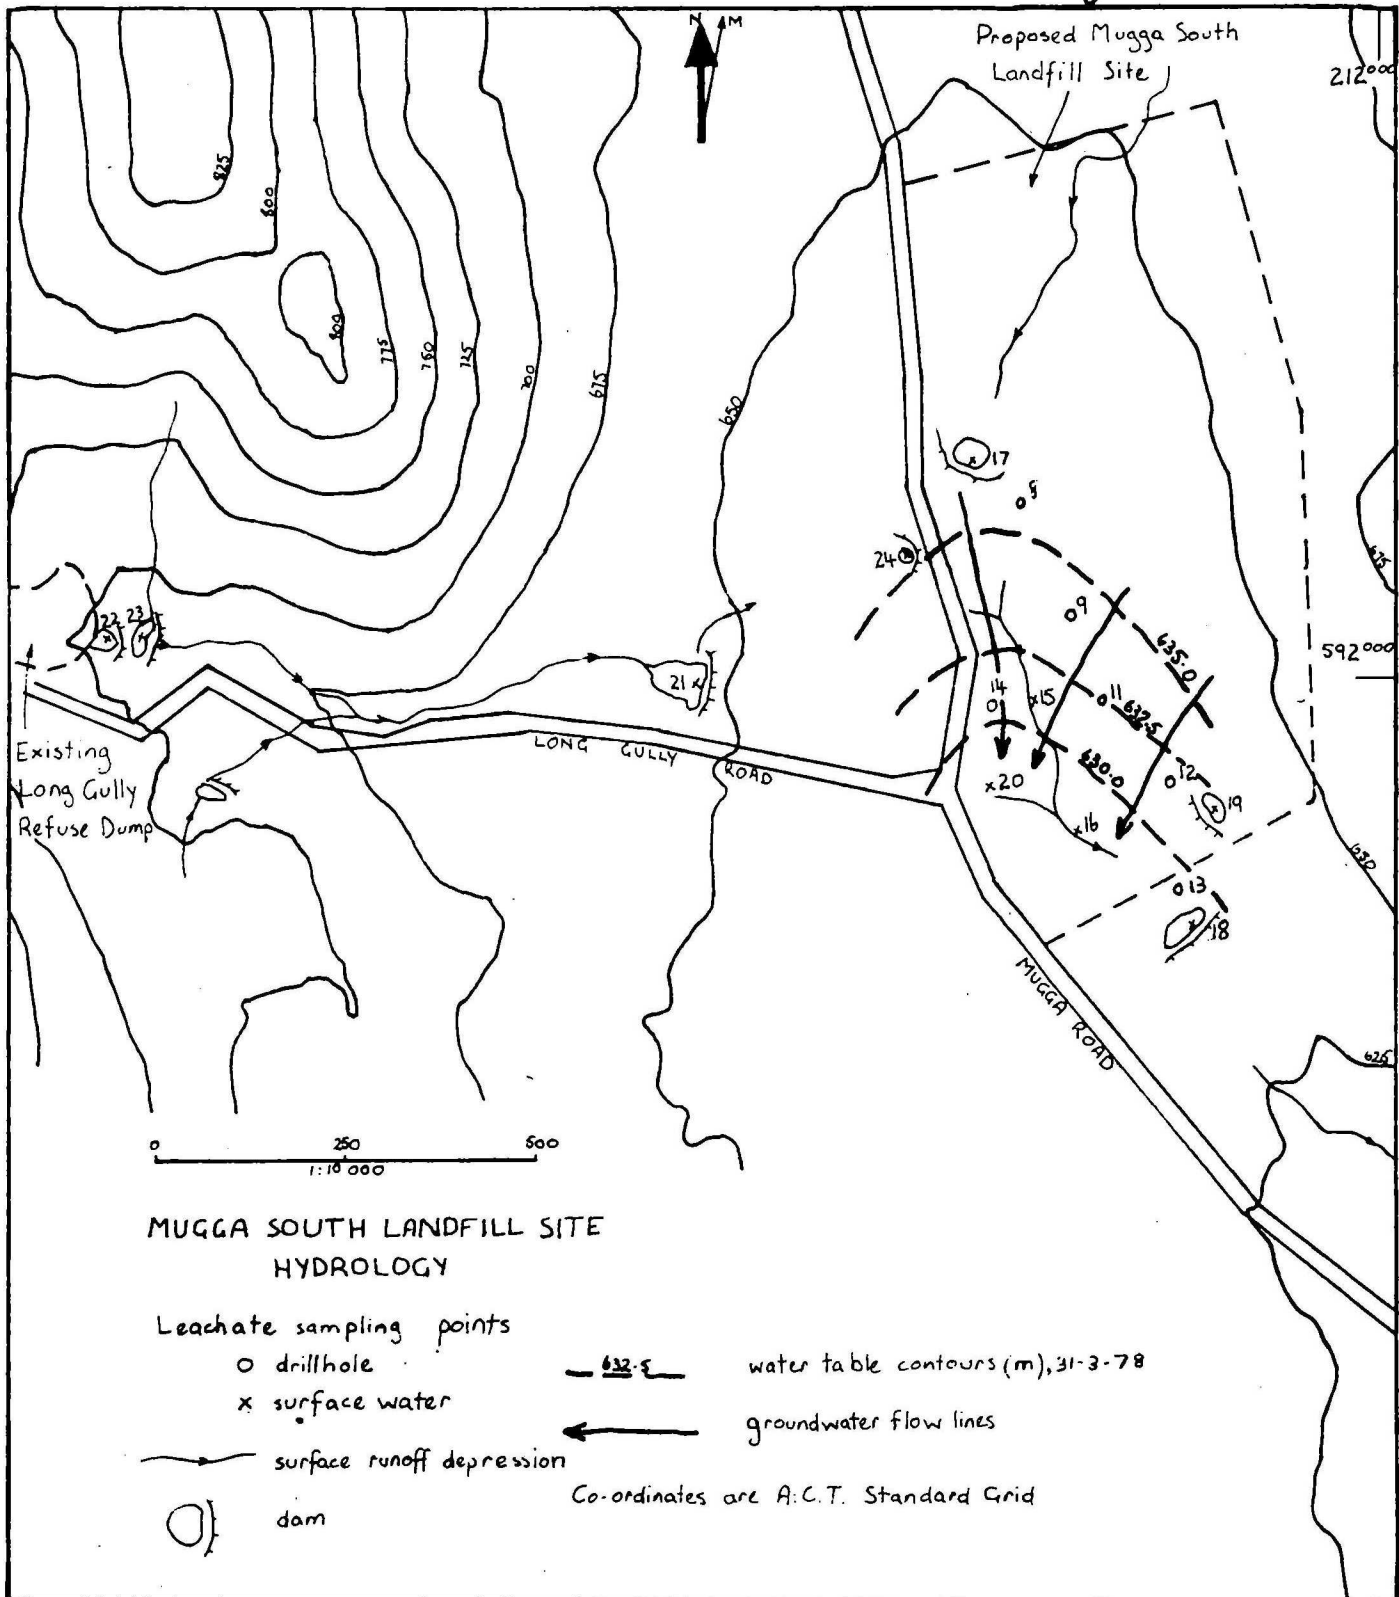 N
M
Proposed Mugga South
Landfill Site
212000
825
800
800
775
750
725
700
675
650
17
8
24
9
675
635.0
592000
22
23
21
14
15
11
632.5
12
19
630.0
20
16
13
18
630
Existing
Long Gully
Refuse Dump
LONG GULLY ROAD
MUGGA ROAD
625
0
250
500
1:10 000
MUGGA SOUTH LANDFILL SITE
HYDROLOGY
Leachate sampling points
drillhole
632.5
water table contours (m), 31-3-78
x surface water
groundwater flow lines
surface runoff depression
Co-ordinates are A.C.T. Standard Grid
dam